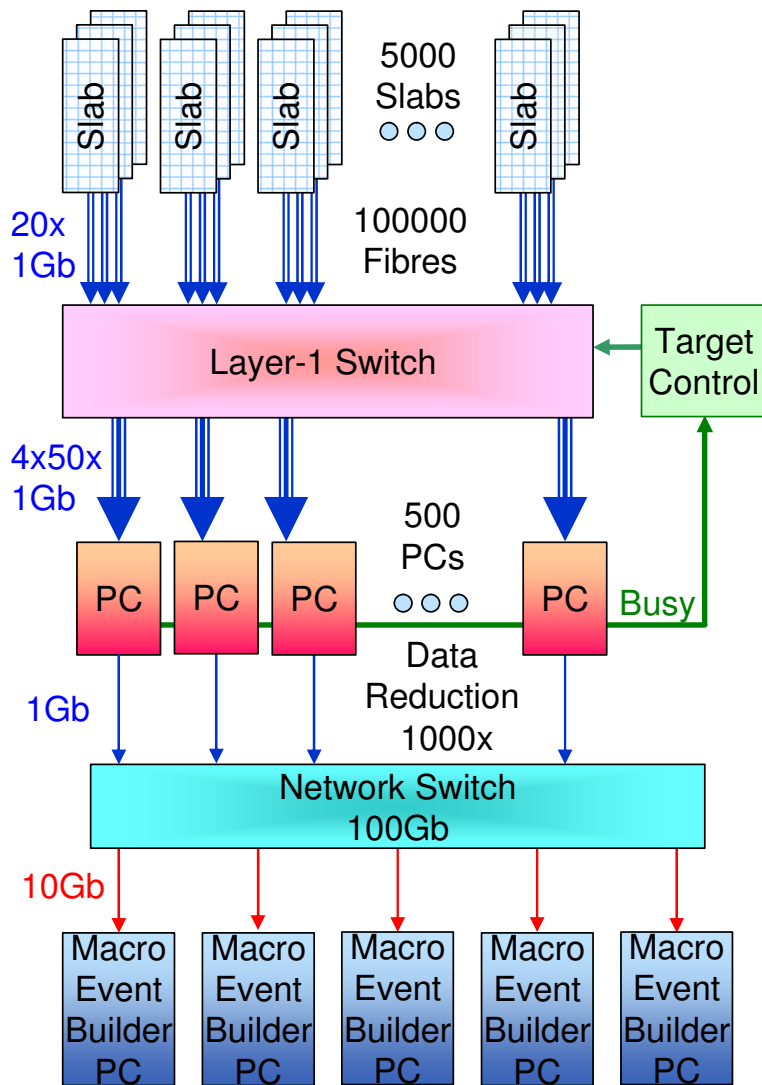 Slab
Slab
Slab
5000
Slabs
Slab
20x
1Gb
100000
Fibres
Layer-1 Switch
Target
Control
4x50x
1Gb
500
PCs
PC
PC
PC
PC
Busy
Data
Reduction
1000x
1Gb
Network Switch
100Gb
10Gb
Macro
Event
Builder
PC
Macro
Event
Builder
PC
Macro
Event
Builder
PC
Macro
Event
Builder
PC
Macro
Event
Builder
PC